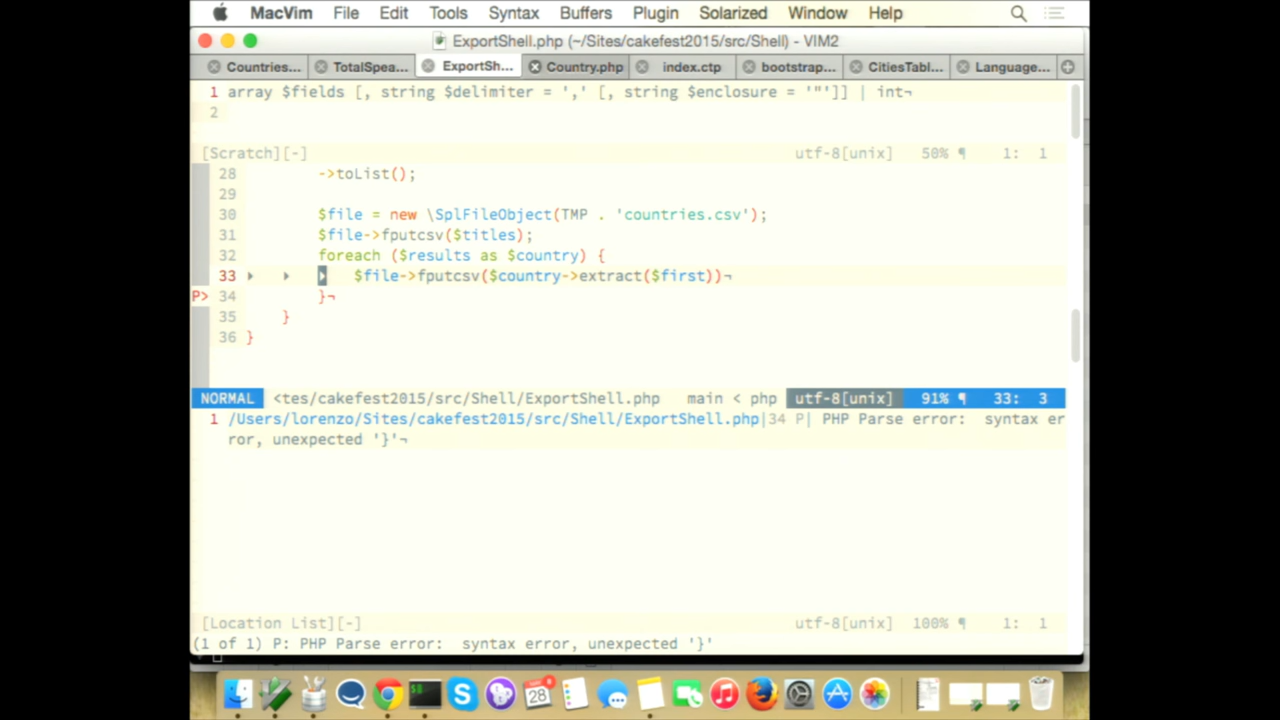 MacVim File Edit Tools Syntax Buffers Plugin Solarized Window Help
ExportShell.php (~/Sites/cakefest2015/src/Shell) - VIM2
Countries... TotalSpea... ExportSh... Country.php index.ctp bootstrap... CitiesTabl... Language...
1 array $fields [, string $delimiter = ',' [, string $enclosure = '"']] | int¬
2
[Scratch][-] utf-8[unix] 50% ¶ 1: 1
28 ->toList();
29
30 $file = new \SplFileObject(TMP . 'countries.csv');
31 $file->fputcsv($titles);
32 foreach ($results as $country) {
33 ▸ ▸ ▸ $file->fputcsv($country->extract($first))¬
P> 34 }¬
35 }
36 }
NORMAL <tes/cakefest2015/src/Shell/ExportShell.php main < php utf-8[unix] 91% ¶ 33: 3
1 /Users/lorenzo/Sites/cakefest2015/src/Shell/ExportShell.php|34 P| PHP Parse error: syntax er
ror, unexpected '}'¬
[Location List][-] utf-8[unix] 100% ¶ 1: 1
(1 of 1) P: PHP Parse error: syntax error, unexpected '}'
28